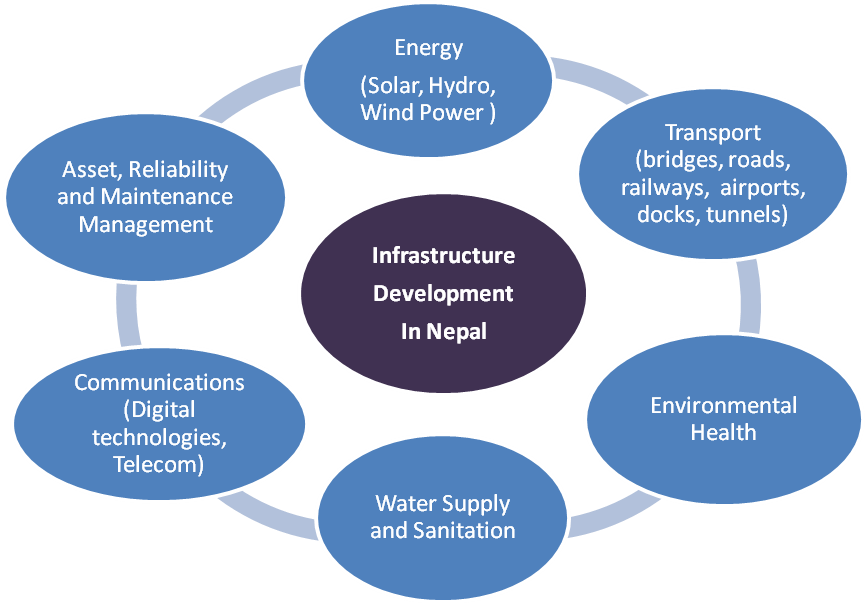 Energy
(Solar, Hydro,
Wind Power )
Transport
(bridges, roads,
railways, airports,
docks, tunnels)
Environmental
Health
Water Supply
and Sanitation
Communications
(Digital
technologies,
Telecom)
Asset, Reliability
and Maintenance
Management
Infrastructure
Development
In Nepal